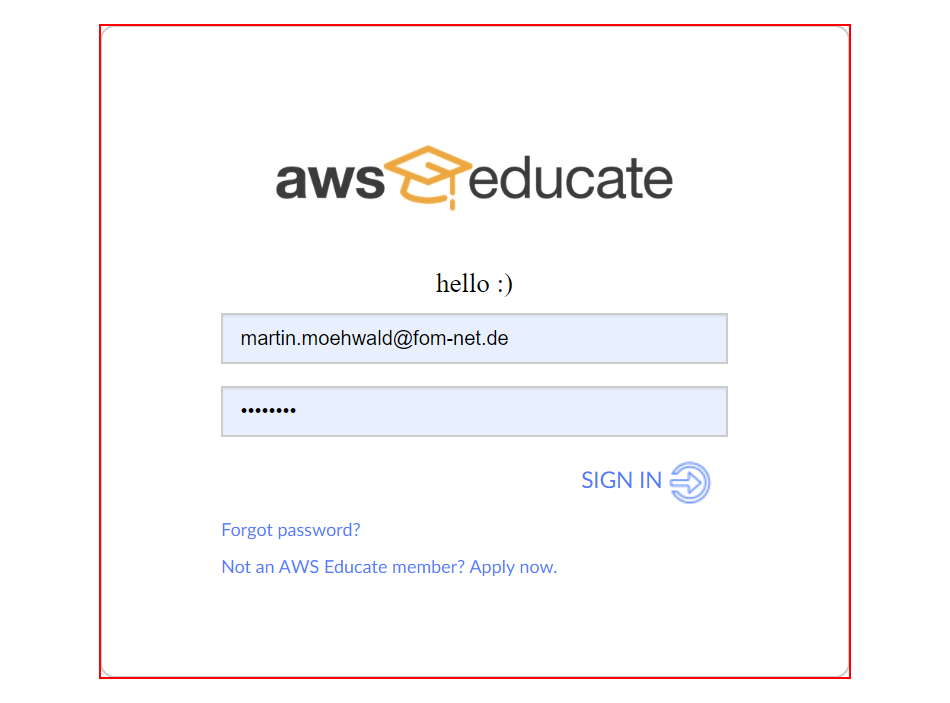 aws educate
hello :)
martin.moehwald@fom-net.de
••••••••
SIGN IN
Forgot password?
Not an AWS Educate member? Apply now.